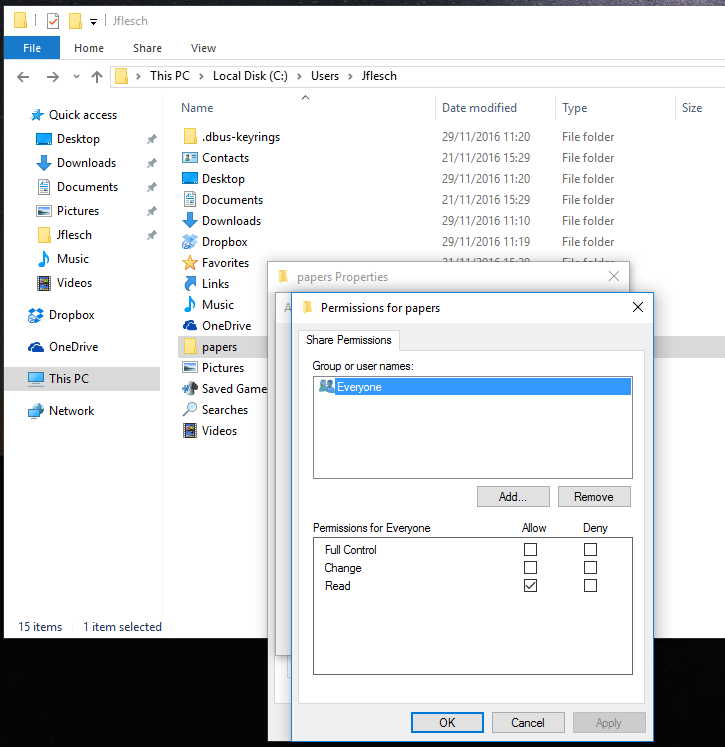 Jflesch
File Home Share View
This PC Local Disk (C:) Users Jflesch
Name Date modified Type Size
Quick access
Desktop
Downloads
Documents
Pictures
Jflesch
Music
Videos
Dropbox
OneDrive
This PC
Network
.dbus-keyrings 29/11/2016 11:20 File folder
Contacts 21/11/2016 15:29 File folder
Desktop 29/11/2016 11:20 File folder
Documents 21/11/2016 15:29 File folder
Downloads 29/11/2016 11:10 File folder
Dropbox 29/11/2016 11:19 File folder
Favorites File folder
Links
Music
OneDrive
papers
Pictures
Saved Game
Searches
Videos
papers Properties
A
Permissions for papers
Share Permissions
Group or user names:
Everyone
Add... Remove
Permissions for Everyone Allow Deny
Full Control
Change
Read
OK Cancel Apply
15 items 1 item selected